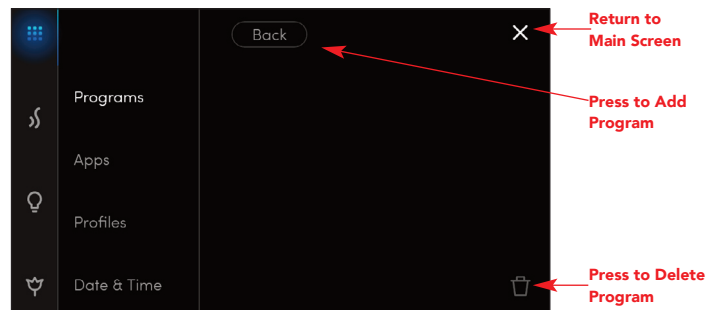 Back
Return to
Main Screen
Programs
Press to Add
Program
Apps
Profiles
Date & Time
Press to Delete
Program